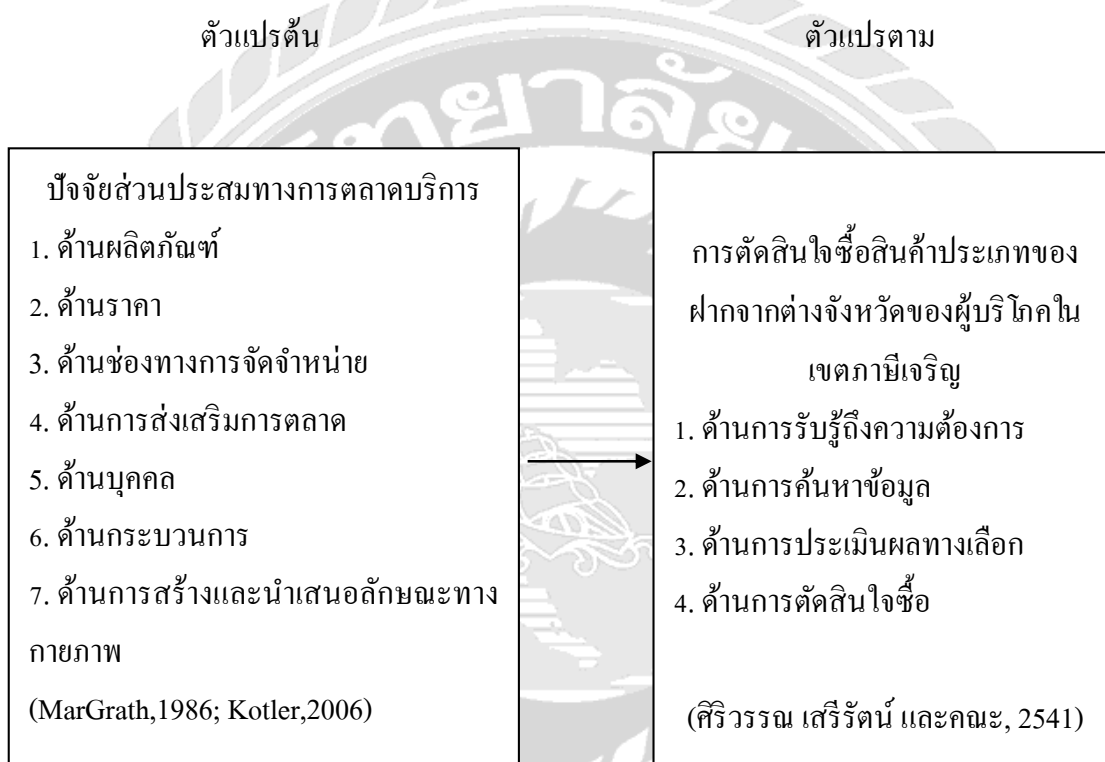 ตัวแปรต้น
ตัวแปรตาม
ปัจจัยส่วนประสมทางการตลาดบริการ
1. ด้านผลิตภัณฑ์
2. ด้านราคา
3. ด้านช่องทางการจัดจำหน่าย
4. ด้านการส่งเสริมการตลาด
5. ด้านบุคคล
6. ด้านกระบวนการ
7. ด้านการสร้างและนำเสนอลักษณะทาง
กายภาพ
(MarGrath,1986; Kotler,2006)
การตัดสินใจซื้อสินค้าประเภทของ
ฝากจากต่างจังหวัดของผู้บริโภคใน
เขตภาษีเจริญ
1. ด้านการรับรู้ถึงความต้องการ
2. ด้านการค้นหาข้อมูล
3. ด้านการประเมินผลทางเลือก
4. ด้านการตัดสินใจซื้อ
(ศิริวรรณ เสรีรัตน์ และคณะ, 2541)